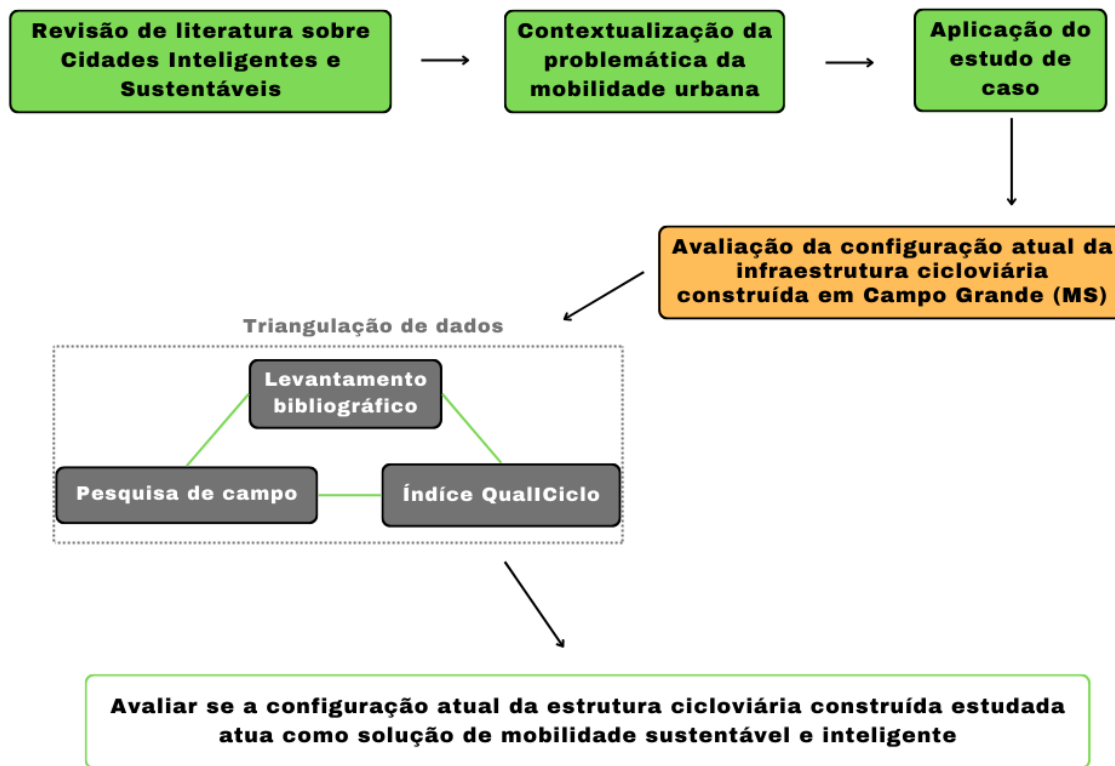 Revisão de literatura sobre
Cidades Inteligentes e
Sustentáveis
Contextualização da
problemática da
mobilidade urbana
Aplicação do
estudo de
caso
Avaliação da configuração atual da
infraestrutura cicloviária
construída em Campo Grande (MS)
Triangulação de dados
Levantamento
bibliográfico
Pesquisa de campo
Índíce QualICiclo
Avaliar se a configuração atual da estrutura cicloviária construída estudada
atua como solução de mobilidade sustentável e inteligente